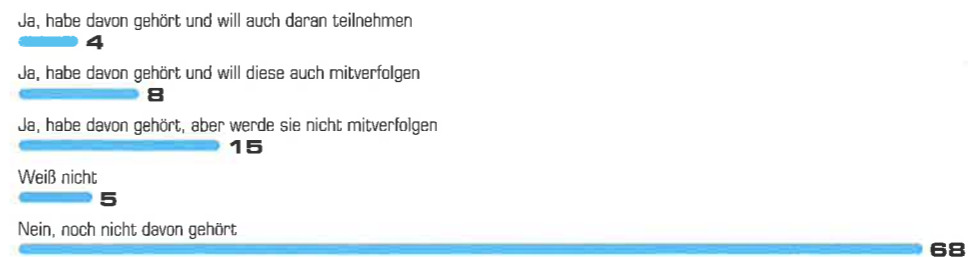 Ja, habe davon gehört und will auch daran teilnehmen
4
Ja, habe davon gehört und will diese auch mitverfolgen
8
Ja, habe davon gehört, aber werde sie nicht mitverfolgen
15
Weiß nicht
5
Nein, noch nicht davon gehört
68